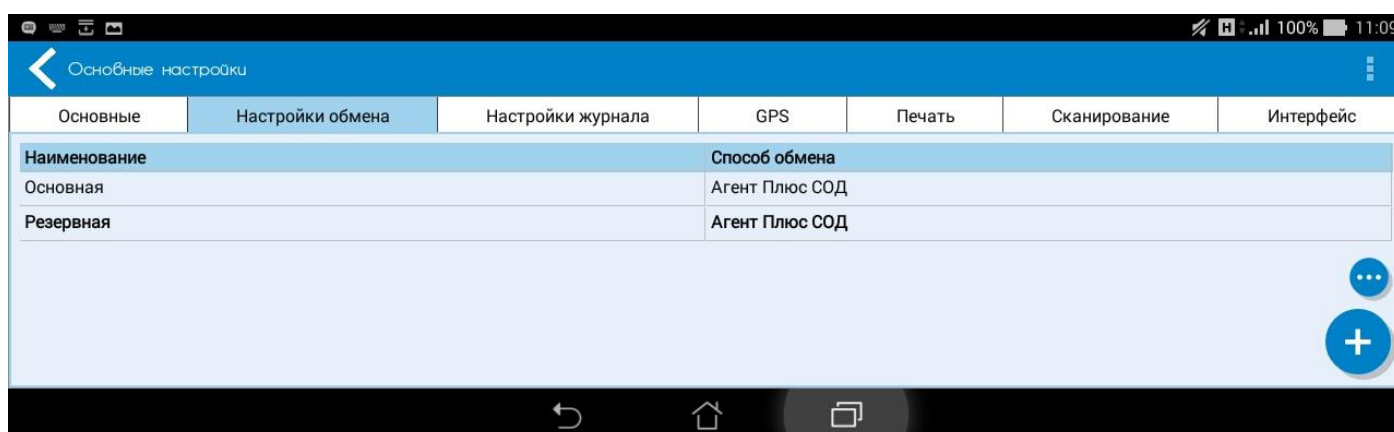 H 100% 11:09
Основные настройки
Основные Настройки обмена Настройки журнала GPS Печать Сканирование Интерфейс
Наименование Способ обмена
Основная Агент Плюс СОД
Резервная Агент Плюс СОД